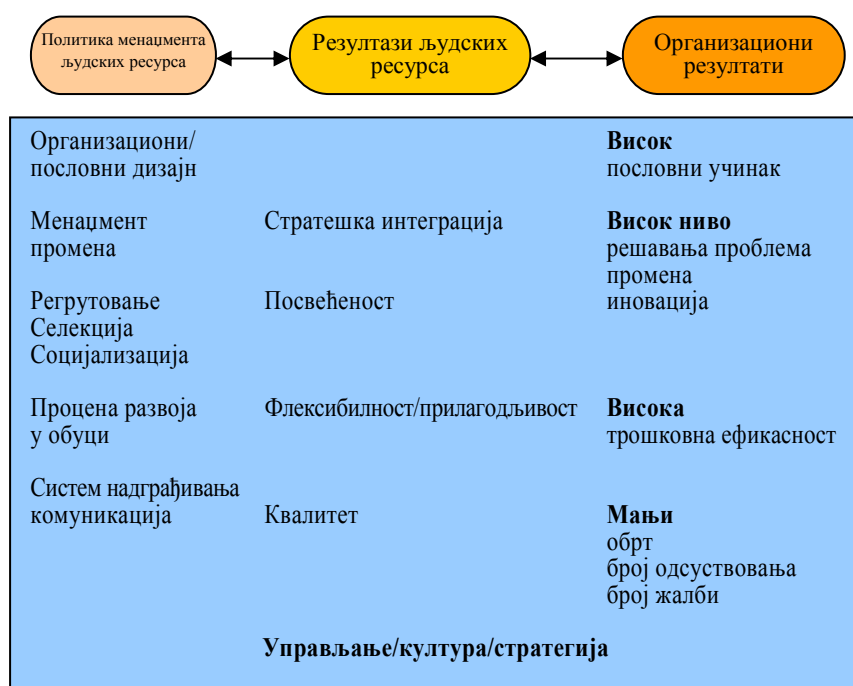 Политика менаџмента
људских ресурса
Резултази људских
ресурса
Организациони
резултати
Организациони/
пословни дизајн
Висок
пословни учинак
Менаџмент
промена
Стратешка интеграција
Висок ниво
решавања проблема
промена
иновација
Регрутовање
Селекција
Социјализација
Посвећеност
Процена развоја
у обуци
Флексибилност/прилагодљивост
Висока
трошковна ефикасност
Систем надграђивања
комуникација
Квалитет
Мањи
обрт
број одсуствовања
број жалби
Управљање/култура/стратегија